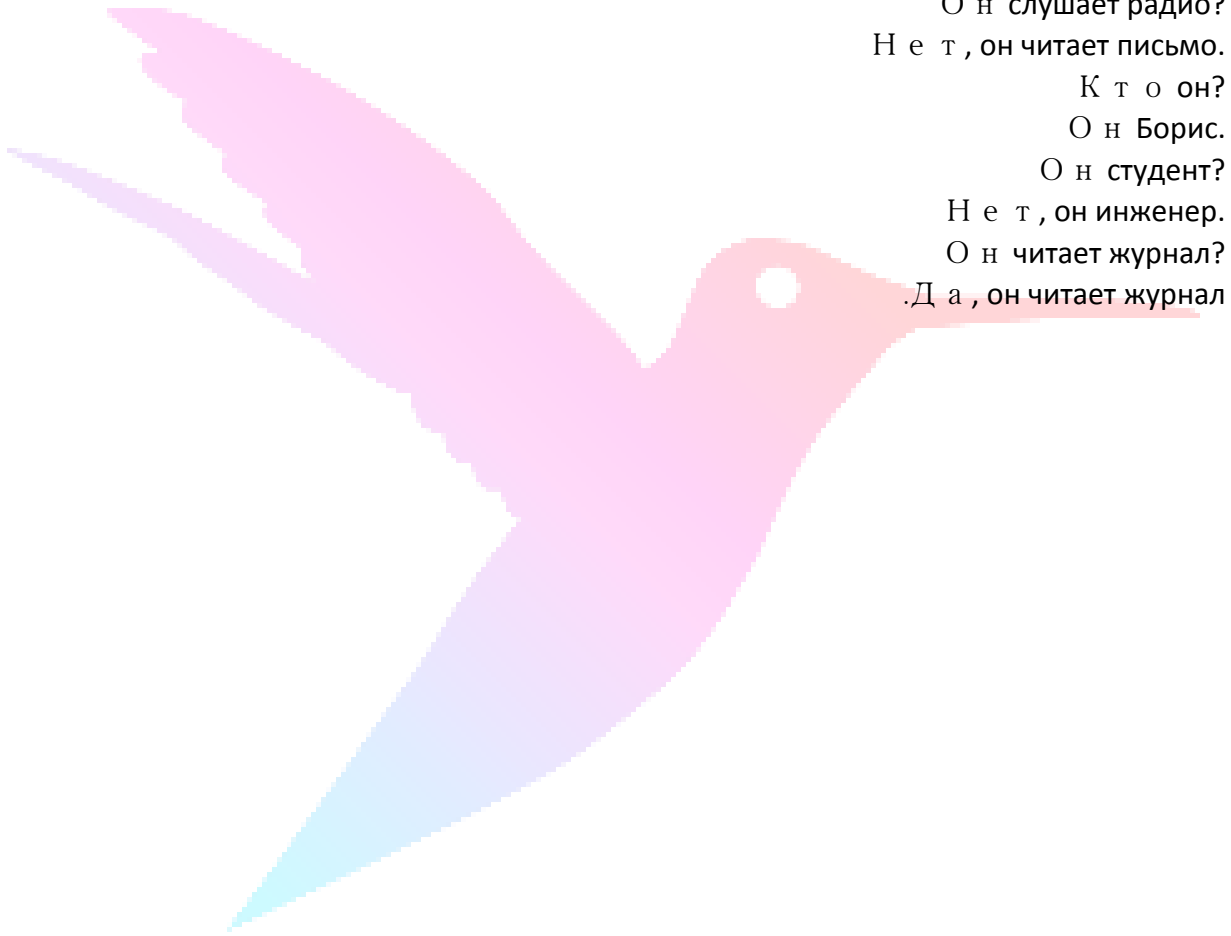 Он слушает радио?
Нет, он читает письмо.
Кто он?
Он Борис.
Он студент?
Нет, он инженер.
Он читает журнал?
.Да, он читает журнал